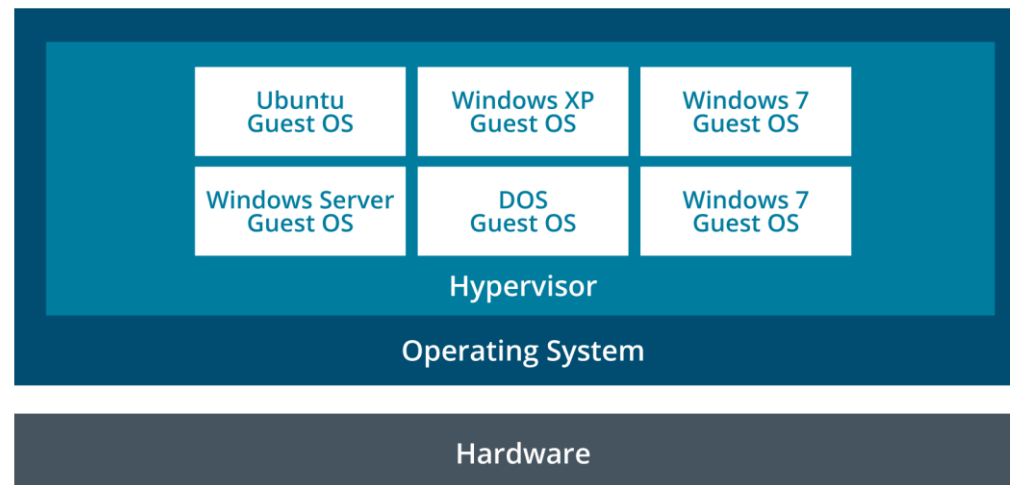 Ubuntu
Guest OS
Windows XP
Guest OS
Windows 7
Guest OS
Windows Server
Guest OS
DOS
Guest OS
Windows 7
Guest OS
Hypervisor
Operating System
Hardware